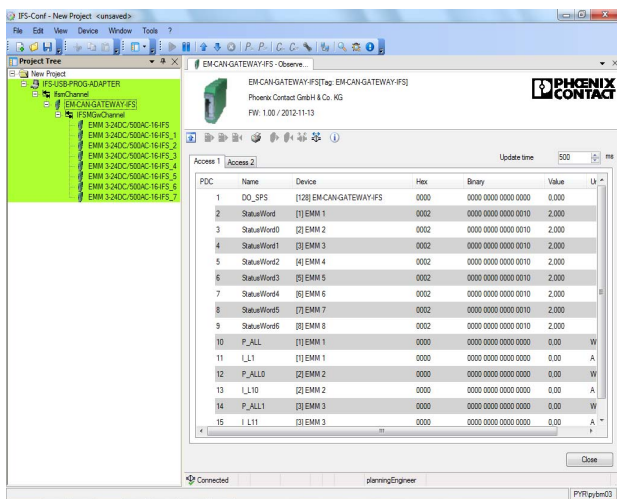 IFS-Conf - New Project <unsaved>
File Edit View Device Window Tools ?
Project Tree
New Project
IFS-USB-PROG-ADAPTER
IfsmChannel
EM-CAN-GATEWAY-IFS
IFSMGwChannel
EMM 3-24DC/500AC-16-IFS
EMM 3-24DC/500AC-16-IFS_1
EMM 3-24DC/500AC-16-IFS_2
EMM 3-24DC/500AC-16-IFS_3
EMM 3-24DC/500AC-16-IFS_4
EMM 3-24DC/500AC-16-IFS_5
EMM 3-24DC/500AC-16-IFS_6
EMM 3-24DC/500AC-16-IFS_7
EM-CAN-GATEWAY-IFS - Observe...
EM-CAN-GATEWAY-IFS[Tag: EM-CAN-GATEWAY-IFS]
Phoenix Contact GmbH & Co. KG
FW: 1.00 / 2012-11-13
PHŒNIX
CONTACT
Access 1 Access 2 Update time 500 ms
PDC Name Device Hex Binary Value
1 DO_SPS [128] EM-CAN-GATEWAY-IFS 0000 0000 0000 0000 0000 0,000
2 StatusWord [1] EMM 1 0002 0000 0000 0000 0010 2,000
3 StatusWord0 [2] EMM 2 0002 0000 0000 0000 0010 2,000
4 StatusWord1 [3] EMM 3 0002 0000 0000 0000 0010 2,000
5 StatusWord2 [4] EMM 4 0002 0000 0000 0000 0010 2,000
6 StatusWord3 [5] EMM 5 0002 0000 0000 0000 0010 2,000
7 StatusWord4 [6] EMM 6 0002 0000 0000 0000 0010 2,000
8 StatusWord5 [7] EMM 7 0002 0000 0000 0000 0010 2,000
9 StatusWord6 [8] EMM 8 0002 0000 0000 0000 0010 2,000
10 P_ALL [1] EMM 1 0000 0000 0000 0000 0000 0,00 W
11 I_L1 [1] EMM 1 0000 0000 0000 0000 0000 0,00 A
12 P_ALL0 [2] EMM 2 0000 0000 0000 0000 0000 0,00 W
13 I_L10 [2] EMM 2 0000 0000 0000 0000 0000 0,00 A
14 P_ALL1 [3] EMM 3 0000 0000 0000 0000 0000 0,00 W
15 I_L11 [3] EMM 3 0000 0000 0000 0000 0000 0,00 A
Close
Connected planningEngineer
PYR\pybm03